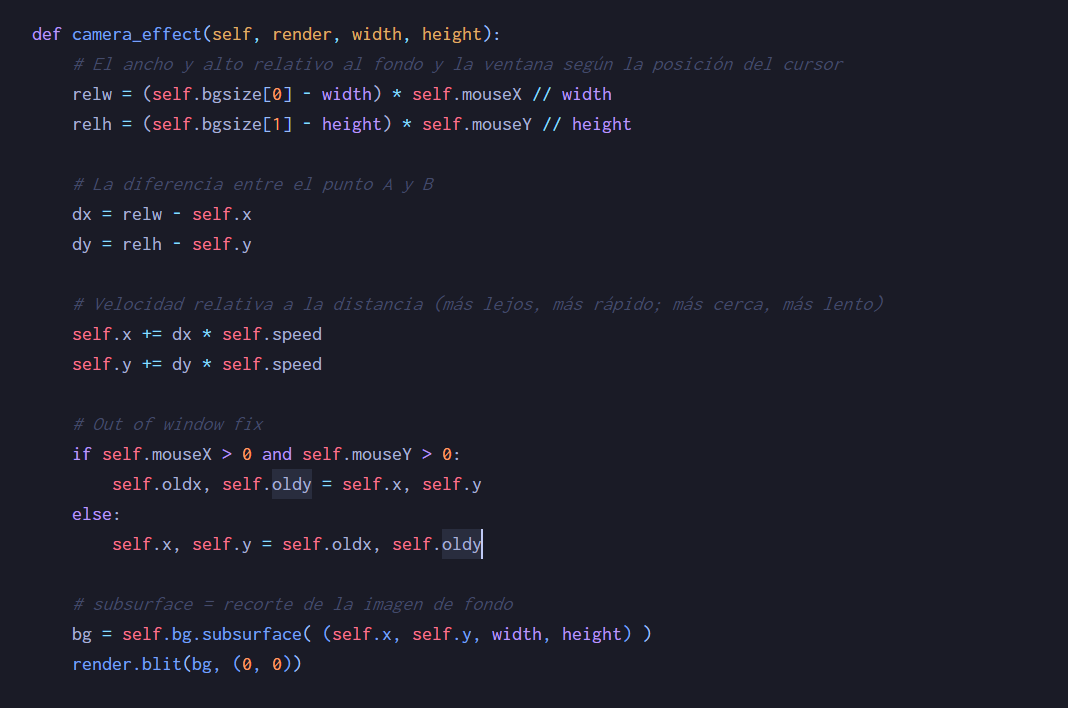 def camera_effect(self, render, width, height):
    # El ancho y alto relativo al fondo y la ventana según la posición del cursor
    relw = (self.bgsize[0] - width) * self.mouseX // width
    relh = (self.bgsize[1] - height) * self.mouseY // height

    # La diferencia entre el punto A y B
    dx = relw - self.x
    dy = relh - self.y

    # Velocidad relativa a la distancia (más lejos, más rápido; más cerca, más lento)
    self.x += dx * self.speed
    self.y += dy * self.speed

    # Out of window fix
    if self.mouseX > 0 and self.mouseY > 0:
        self.oldx, self.oldy = self.x, self.y
    else:
        self.x, self.y = self.oldx, self.oldy

    # subsurface = recorte de la imagen de fondo
    bg = self.bg.subsurface( (self.x, self.y, width, height) )
    render.blit(bg, (0, 0))